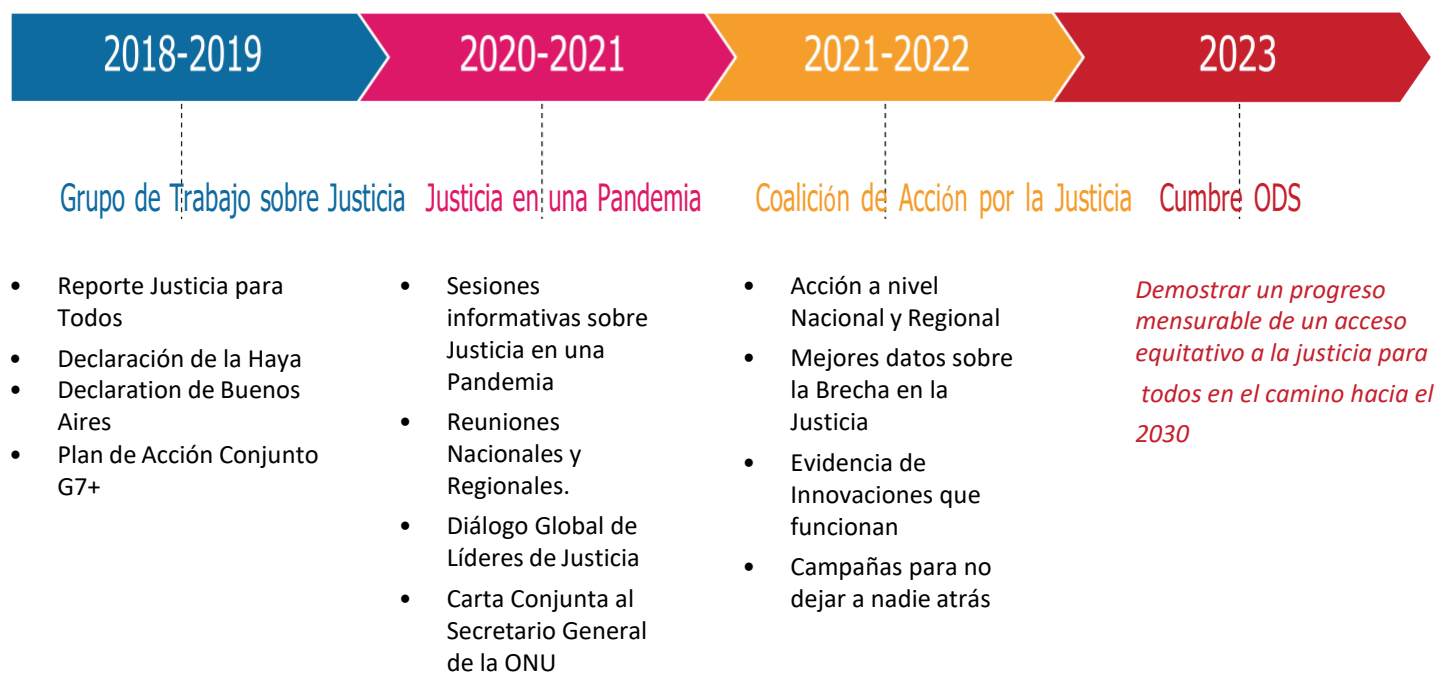 2018-2019
2020-2021
2021-2022
2023
Grupo de Trabajo sobre Justicia
Justicia en una Pandemia
Coalición de Acción por la Justicia
Cumbre ODS
• Reporte Justicia para
Todos
• Declaración de la Haya
• Declaration de Buenos
Aires
• Plan de Acción Conjunto
G7+
• Sesiones
informativas sobre
Justicia en una
Pandemia
• Reuniones
Nacionales y
Regionales.
• Diálogo Global de
Líderes de Justicia
• Carta Conjunta al
Secretario General
de la ONU
• Acción a nivel
Nacional y Regional
• Mejores datos sobre
la Brecha en la
Justicia
• Evidencia de
Innovaciones que
funcionan
• Campañas para no
dejar a nadie atrás
Demostrar un progreso
mensurable de un acceso
equitativo a la justicia para
todos en el camino hacia el
2030